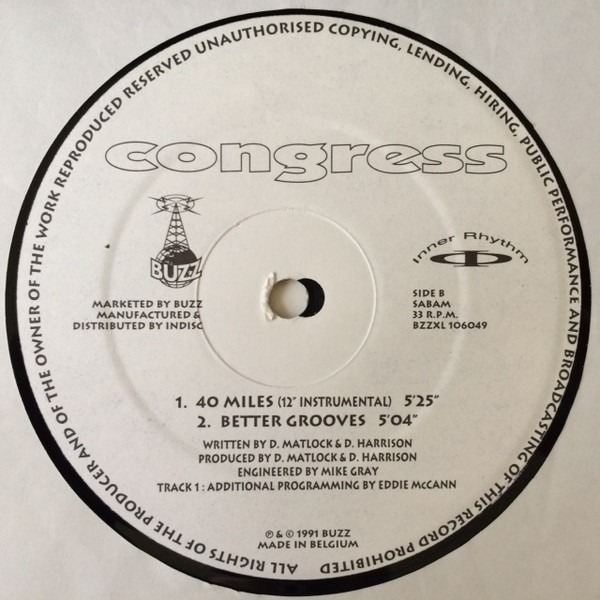 ALL RIGHTS OF THE PRODUCER AND OF THE OWNER OF THE WORK REPRODUCED RESERVED UNAUTHORISED COPYING, LENDING, HIRING, PUBLIC PERFORMANCE AND BROADCASTING OF THIS RECORD PROHIBITED
congress
BUZZ
Inner Rhythm
MARKETED BY BUZZ
MANUFACTURED &
DISTRIBUTED BY INDISC
SIDE B
SABAM
33 R.P.M.
BZZXL 106049
1. 40 MILES (12" INSTRUMENTAL) 5'25"
2. BETTER GROOVES 5'04"
WRITTEN BY D. MATLOCK & D. HARRISON
PRODUCED BY D. MATLOCK & D. HARRISON
ENGINEERED BY MIKE GRAY
TRACK 1 : ADDITIONAL PROGRAMMING BY EDDIE McCANN
℗ & © 1991 BUZZ
MADE IN BELGIUM